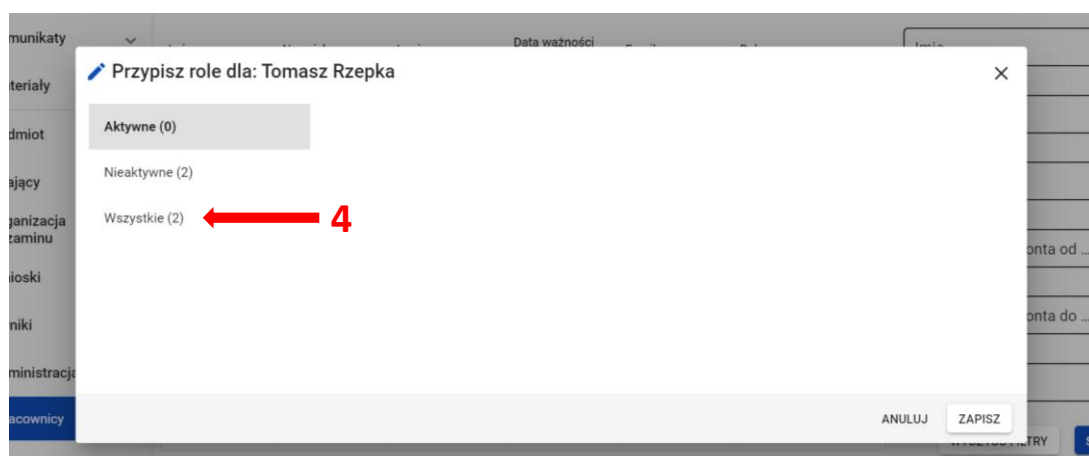 munikaty
Data ważności
Przypisz role dla: Tomasz Rzepka
teriały
Aktywne (0)
dmiot
Nieaktywne (2)
ający
Wszystkie (2)
4
ganizacja
zaminu
onta od ...
ioski
onta do ...
niki
ministracja
acownicy
ANULUJ
ZAPISZ